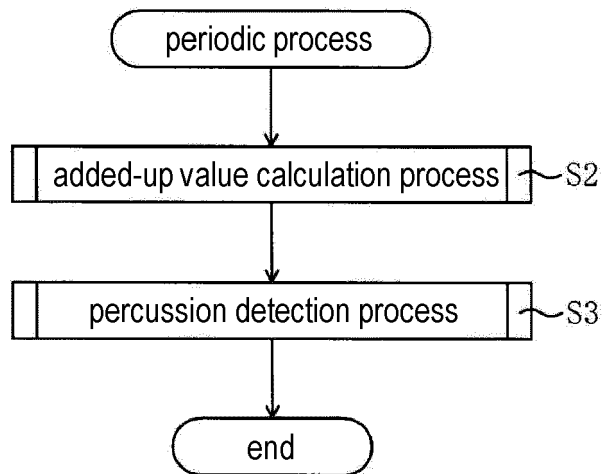 periodic process
added-up value calculation process S2
percussion detection process S3
end